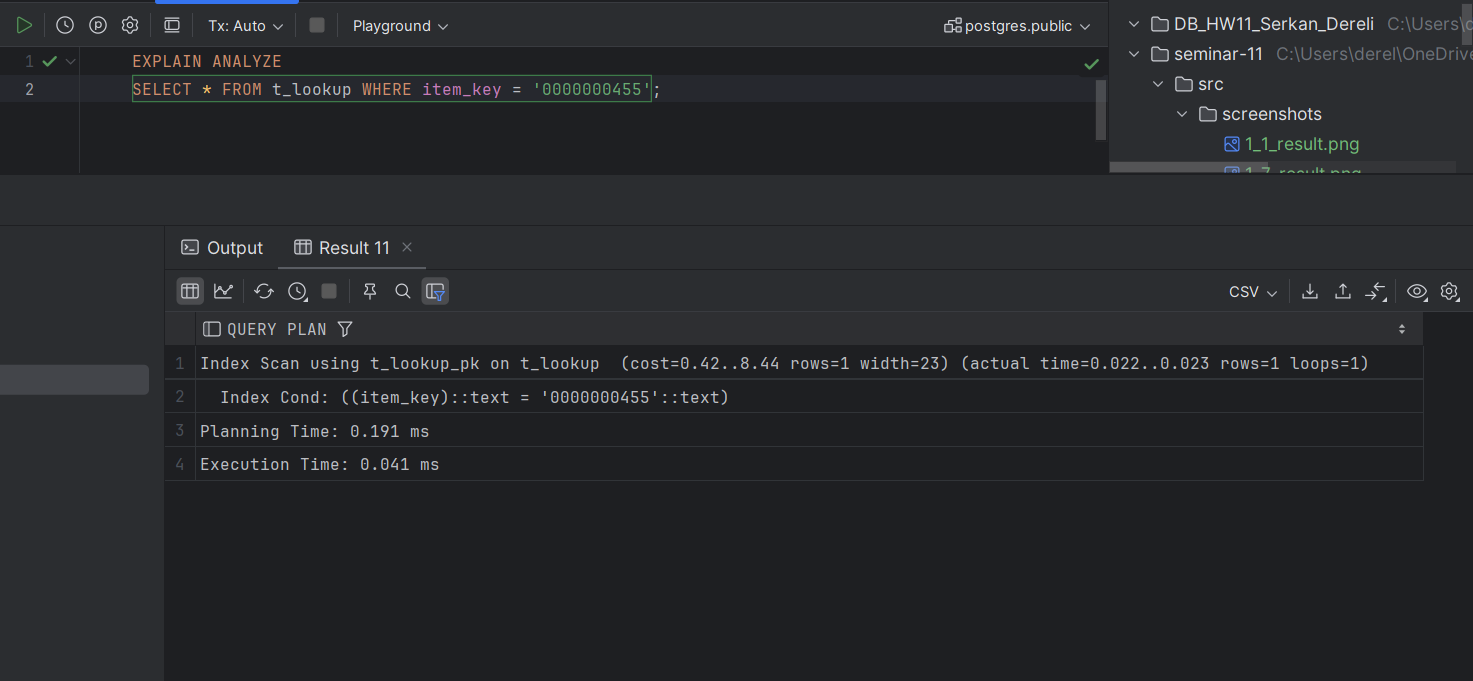 Tx: Auto Playground postgres.public
1 EXPLAIN ANALYZE
2 SELECT * FROM t_lookup WHERE item_key = '0000000455';
DB_HW11_Serkan_Dereli C:\Users\d
seminar-11 C:\Users\derel\OneDrive
src
screenshots
1_1_result.png
1_7_result.png
Output Result 11
CSV
QUERY PLAN
1 Index Scan using t_lookup_pk on t_lookup (cost=0.42..8.44 rows=1 width=23) (actual time=0.022..0.023 rows=1 loops=1)
2 Index Cond: ((item_key)::text = '0000000455'::text)
3 Planning Time: 0.191 ms
4 Execution Time: 0.041 ms